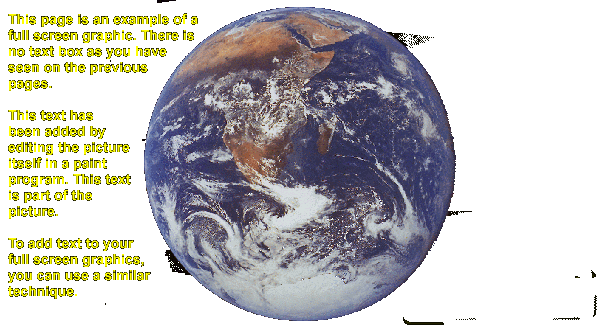 This page is an example of a
full screen graphic. There is
no text box as you have
seen on the previous
pages.
This text has
been added by
editing the picture
itself in a paint
program. This text
is part of the
picture.
To add text to your
full screen graphics,
you can use a similar
technique.